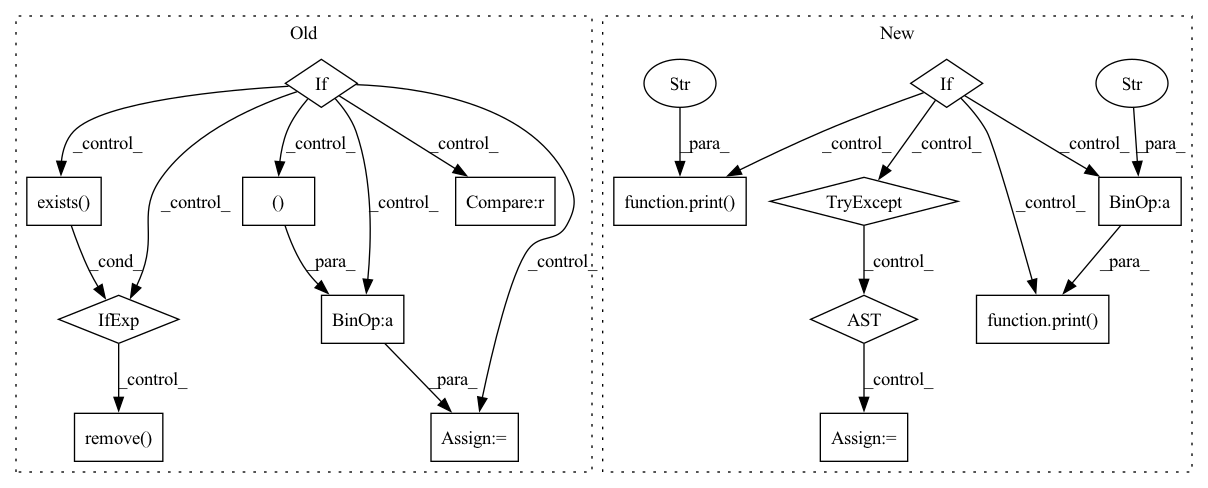 Old
New
If
Str
If
Str
_control_
_control_
_control_
_control_
_control_
_para_
_control_
_control_
_control_
_para_
exists()
()
Compare:r
function.print()
TryExcept
BinOp:a
_cond_
_para_
_control_
_control_
_para_
IfExp
BinOp:a
AST
function.print()
_control_
_para_
_control_
remove()
Assign:=
Assign:=